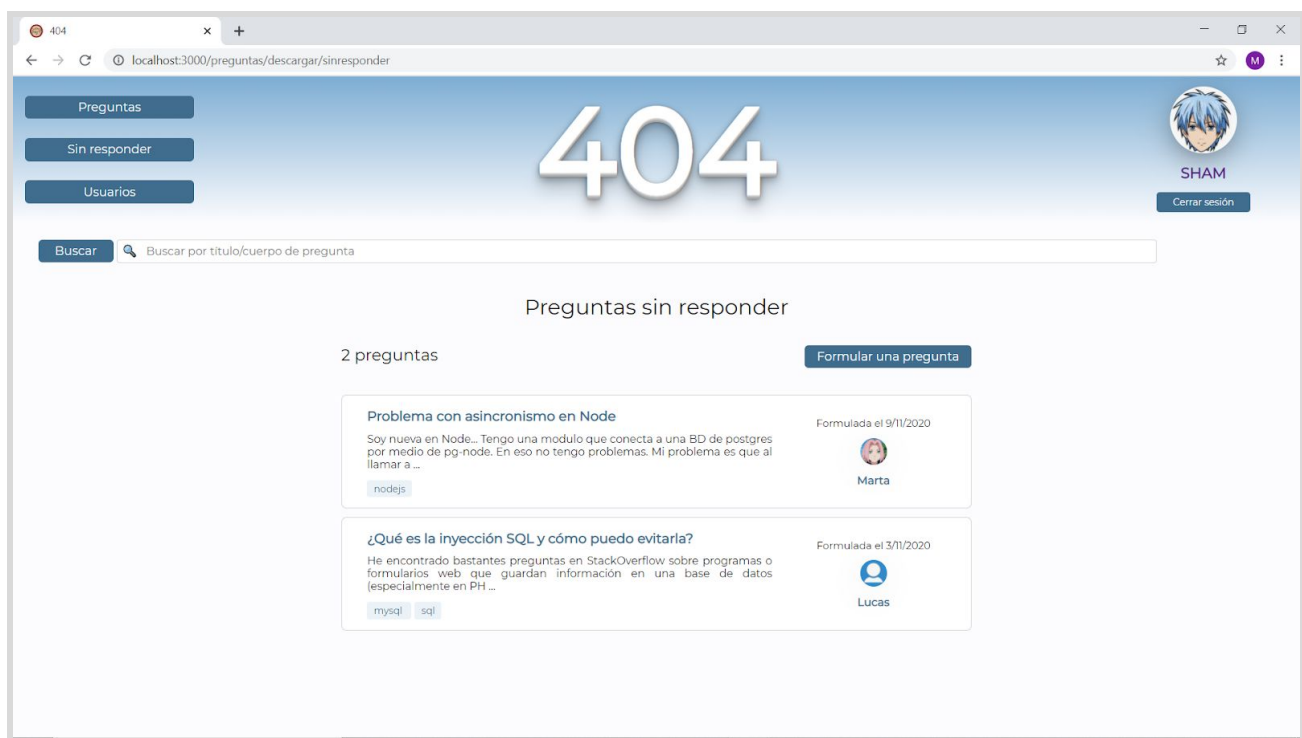 404
localhost:3000/preguntas/descargar/sinresponder
M
Preguntas
Sin responder
Usuarios
404
SHAM
Cerrar sesión
Buscar
Buscar por título/cuerpo de pregunta
Preguntas sin responder
2 preguntas
Formular una pregunta
Problema con asincronismo en Node
Soy nueva en Node... Tengo una modulo que conecta a una BD de postgres
por medio de pg-node. En eso no tengo problemas. Mi problema es que al
llamar a ...
nodejs
Formulada el 9/11/2020
Marta
¿Qué es la inyección SQL y cómo puedo evitarla?
He encontrado bastantes preguntas en StackOverflow sobre programas o
formularios web que guardan información en una base de datos
(especialmente en PH ...
mysql sql
Formulada el 3/11/2020
Lucas